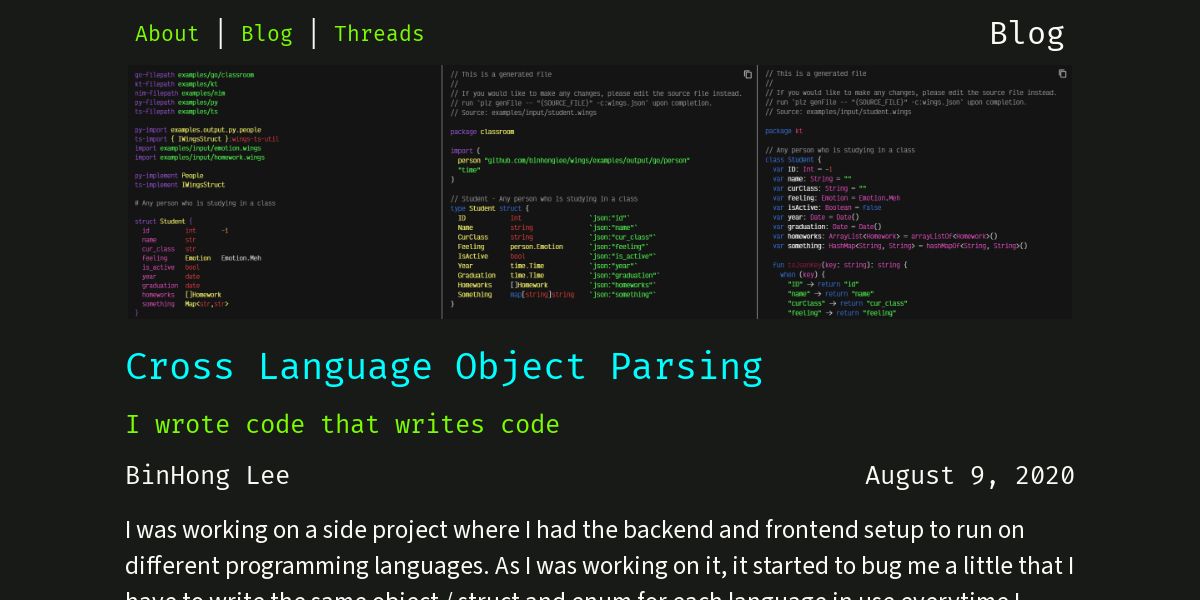 About | Blog | Threads
Blog
go-filepath examples/go/classroom
kt-filepath examples/kt
nim-filepath examples/nim
py-filepath examples/py
ts-filepath examples/ts
py-import examples.output.py.people
ts-import { IWingsStruct }:wings-ts-util
import examples/input/emotion.wings
import examples/input/homework.wings
py-implement People
ts-implement IWingsStruct
# Any person who is studying in a class
struct Student {
id int -1
name str
cur_class str
feeling Emotion Emotion.Meh
is_active bool
year date
graduation date
homeworks []Homework
something Map<str,str>
}
// This is a generated file
//
// If you would like to make any changes, please edit the source file instead.
// run `plz genFile -- "{SOURCE_FILE}" -c:wings.json` upon completion.
// Source: examples/input/student.wings
package classroom
import (
person "github.com/binhonglee/wings/examples/output/go/person"
"time"
)
// Student - Any person who is studying in a class
type Student struct {
ID int `json:"id"`
Name string `json:"name"`
CurClass string `json:"cur_class"`
Feeling person.Emotion `json:"feeling"`
IsActive bool `json:"is_active"`
Year time.Time `json:"year"`
Graduation time.Time `json:"graduation"`
Homeworks []Homework `json:"homeworks"`
Something map[string]string `json:"something"`
}
// This is a generated file
//
// If you would like to make any changes, please edit the source file instead.
// run `plz genFile -- "{SOURCE_FILE}" -c:wings.json` upon completion.
// Source: examples/input/student.wings
package kt
// Any person who is studying in a class
class Student {
var ID: Int = -1
var name: String = ""
var curClass: String = ""
var feeling: Emotion = Emotion.Meh
var isActive: Boolean = false
var year: Date = Date()
var graduation: Date = Date()
var homeworks: ArrayList<Homework> = arrayListOf<Homework>()
var something: HashMap<String, String> = hashMapOf<String, String>()
fun toJsonKey(key: string): string {
when (key) {
"ID" -> return "id"
"name" -> return "name"
"curClass" -> return "cur_class"
"feeling" -> return "feeling"
Cross Language Object Parsing
I wrote code that writes code
BinHong Lee
August 9, 2020
I was working on a side project where I had the backend and frontend setup to run on
different programming languages. As I was working on it, it started to bug me a little that I
have to write the same object / struct and enum for each language in use everytime I